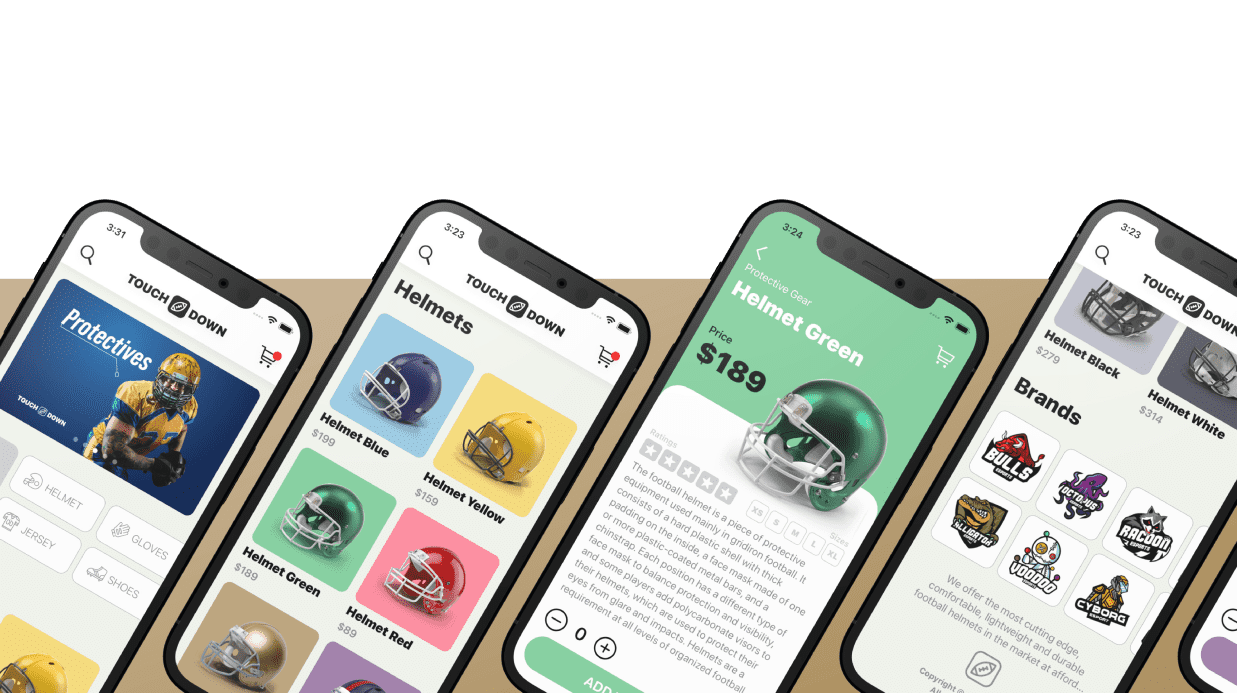 3:31
TOUCH DOWN
Protectives
TOUCH DOWN
HELMET
GLOVES
JERSEY
SHOES
3:23
TOUCH DOWN
Helmets
Helmet Blue
$199
Helmet Yellow
$159
Helmet Green
$189
Helmet Red
$89
3:24
Protective Gear
Helmet Green
Price
$189
Ratings
Sizes
XS
S
M
L
XL
The football helmet is a piece of protective
equipment used mainly in gridiron football. It
consists of a hard plastic shell with thick
padding on the inside, a face mask made of one
or more plastic-coated metal bars, and a
chinstrap. Each position has a different type of
face mask to balance protection and visibility,
and some players add polycarbonate visors to
their helmets, which are used to protect their
eyes from glare and impacts. Helmets are a
requirement at all levels of organized football
0
ADD
3:23
TOUCH DOWN
Helmet Black
$279
Helmet White
$314
Brands
BULLS
OCTOPUS
RACOON
ESPORTS
ALLIGATOR
VOODOO
CYBORG
ESPORT
We offer the most cutting edge,
comfortable, lightweight and durable
football helmets in the market at afford...
Copyright ©
All